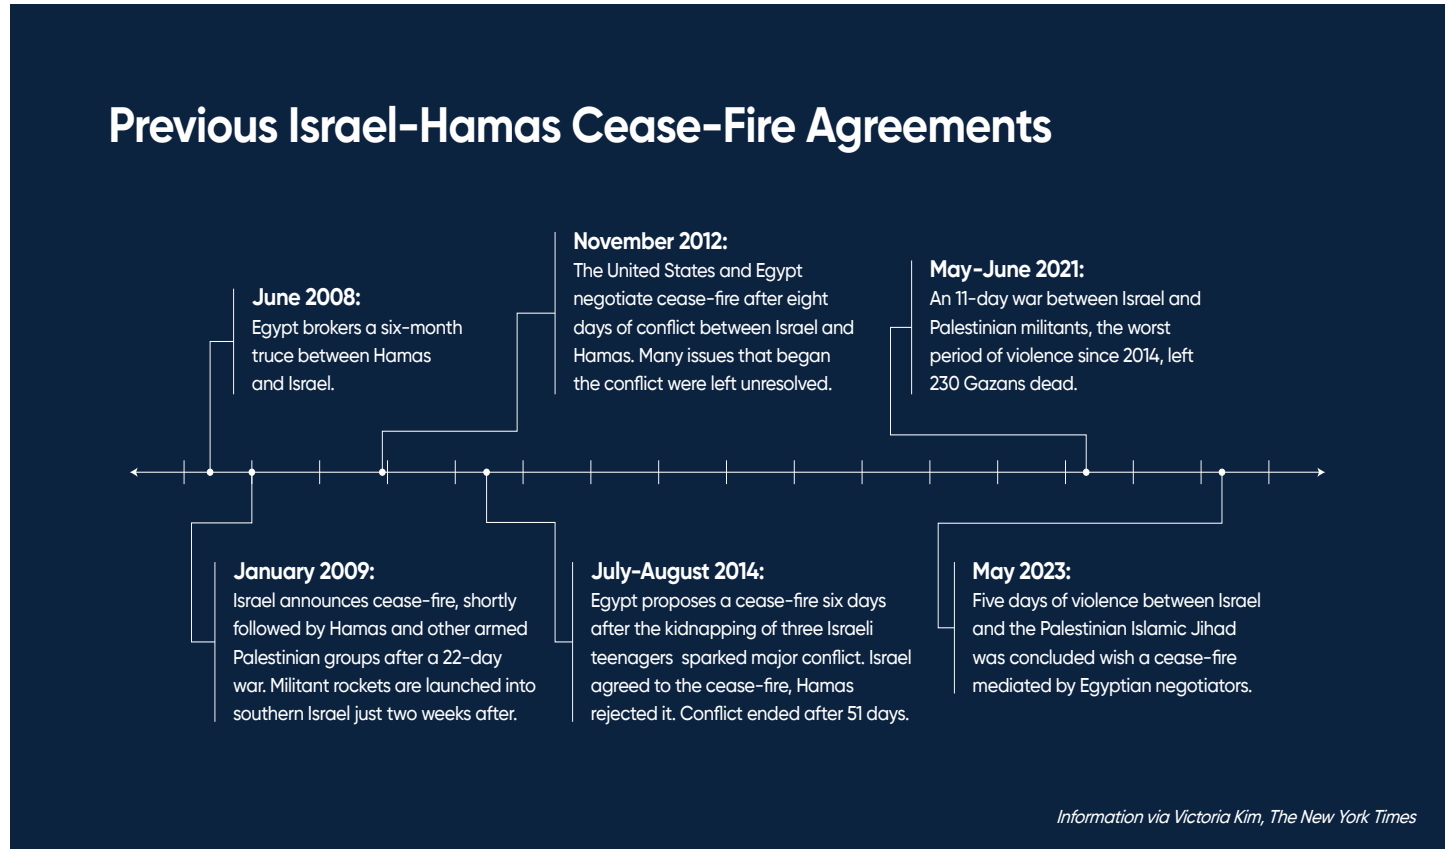 Previous Israel-Hamas Cease-Fire Agreements
June 2008:
Egypt brokers a six-month
truce between Hamas
and Israel.
November 2012:
The United States and Egypt
negotiate cease-fire after eight
days of conflict between Israel and
Hamas. Many issues that began
the conflict were left unresolved.
May-June 2021:
An 11-day war between Israel and
Palestinian militants, the worst
period of violence since 2014, left
230 Gazans dead.
January 2009:
Israel announces cease-fire, shortly
followed by Hamas and other armed
Palestinian groups after a 22-day
war. Militant rockets are launched into
southern Israel just two weeks after.
July-August 2014:
Egypt proposes a cease-fire six days
after the kidnapping of three Israeli
teenagers sparked major conflict. Israel
agreed to the cease-fire, Hamas
rejected it. Conflict ended after 51 days.
May 2023:
Five days of violence between Israel
and the Palestinian Islamic Jihad
was concluded wish a cease-fire
mediated by Egyptian negotiators.
Information via Victoria Kim, The New York Times